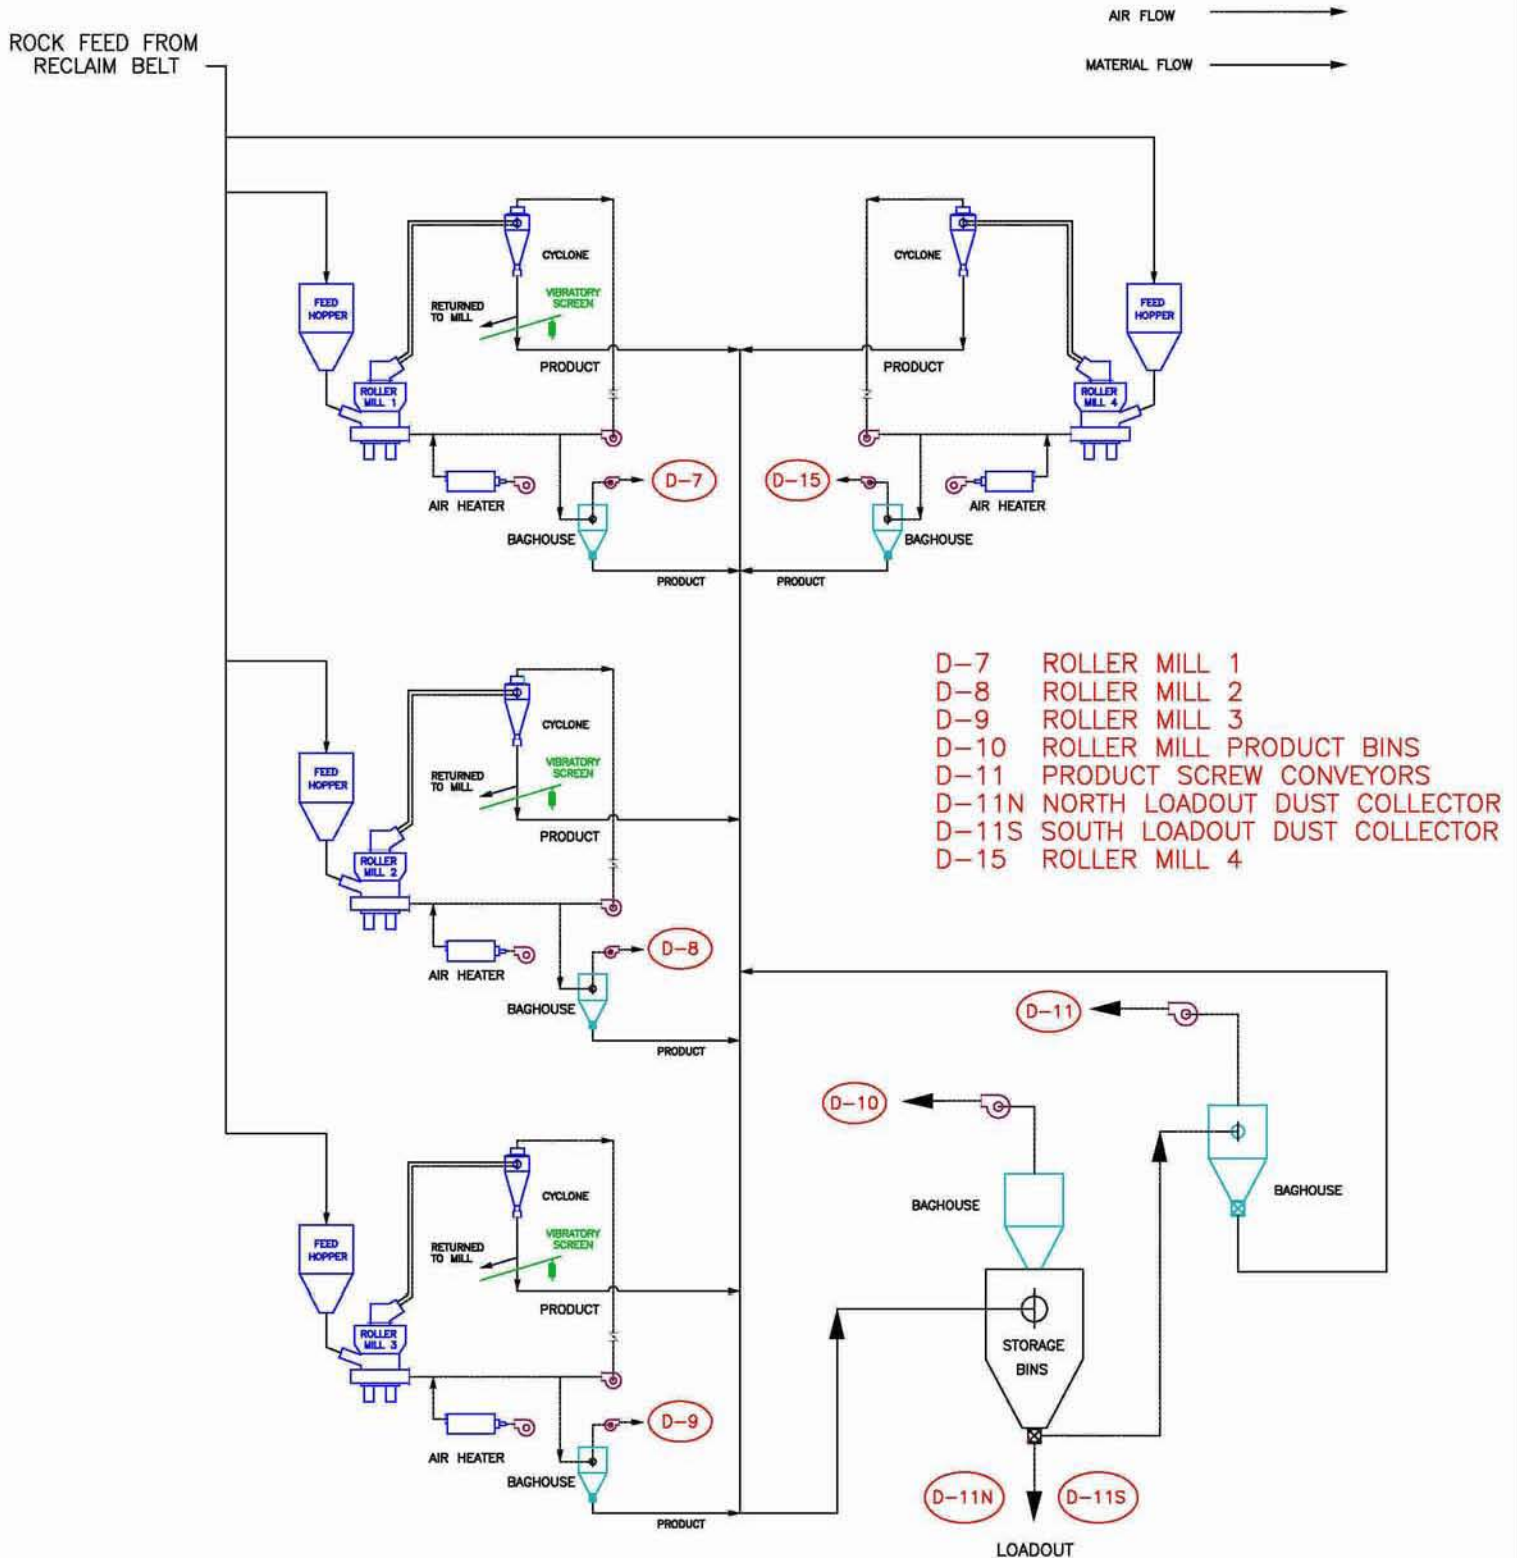 AIR FLOW
MATERIAL FLOW
ROCK FEED FROM
RECLAIM BELT
FEED
HOPPER
ROLLER
MILL 1
CYCLONE
VIBRATORY
SCREEN
RETURNED
TO MILL
PRODUCT
AIR HEATER
D-7
BAGHOUSE
PRODUCT
CYCLONE
FEED
HOPPER
PRODUCT
ROLLER
MILL 4
D-15
AIR HEATER
BAGHOUSE
PRODUCT
FEED
HOPPER
ROLLER
MILL 2
CYCLONE
VIBRATORY
SCREEN
RETURNED
TO MILL
PRODUCT
AIR HEATER
D-8
BAGHOUSE
PRODUCT
D-7 ROLLER MILL 1
D-8 ROLLER MILL 2
D-9 ROLLER MILL 3
D-10 ROLLER MILL PRODUCT BINS
D-11 PRODUCT SCREW CONVEYORS
D-11N NORTH LOADOUT DUST COLLECTOR
D-11S SOUTH LOADOUT DUST COLLECTOR
D-15 ROLLER MILL 4
FEED
HOPPER
ROLLER
MILL 3
CYCLONE
VIBRATORY
SCREEN
RETURNED
TO MILL
PRODUCT
AIR HEATER
D-9
BAGHOUSE
PRODUCT
D-11
D-10
BAGHOUSE
BAGHOUSE
STORAGE
BINS
D-11N
D-11S
LOADOUT